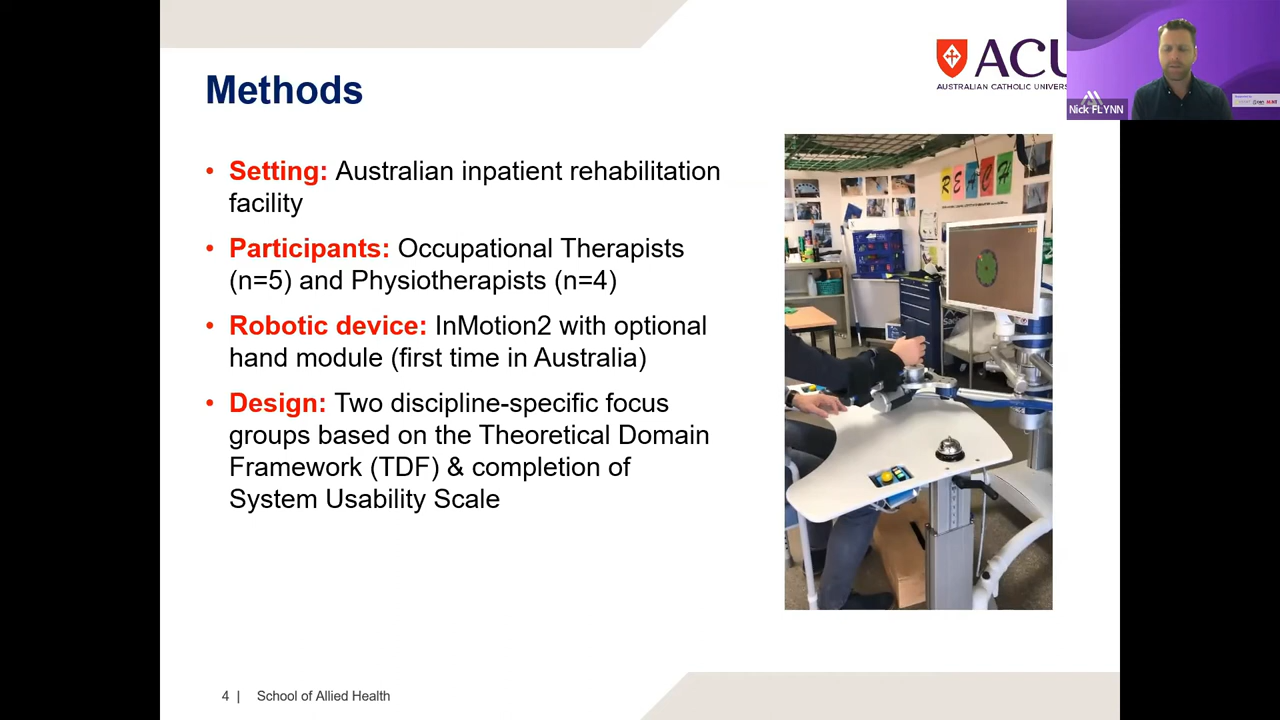 Methods
ACU
AUSTRALIAN CATHOLIC UNIVERS
Nick FLYNN
• Setting: Australian inpatient rehabilitation
facility
• Participants: Occupational Therapists
(n=5) and Physiotherapists (n=4)
• Robotic device: InMotion2 with optional
hand module (first time in Australia)
• Design: Two discipline-specific focus
groups based on the Theoretical Domain
Framework (TDF) & completion of
System Usability Scale
REACH
4 | School of Allied Health